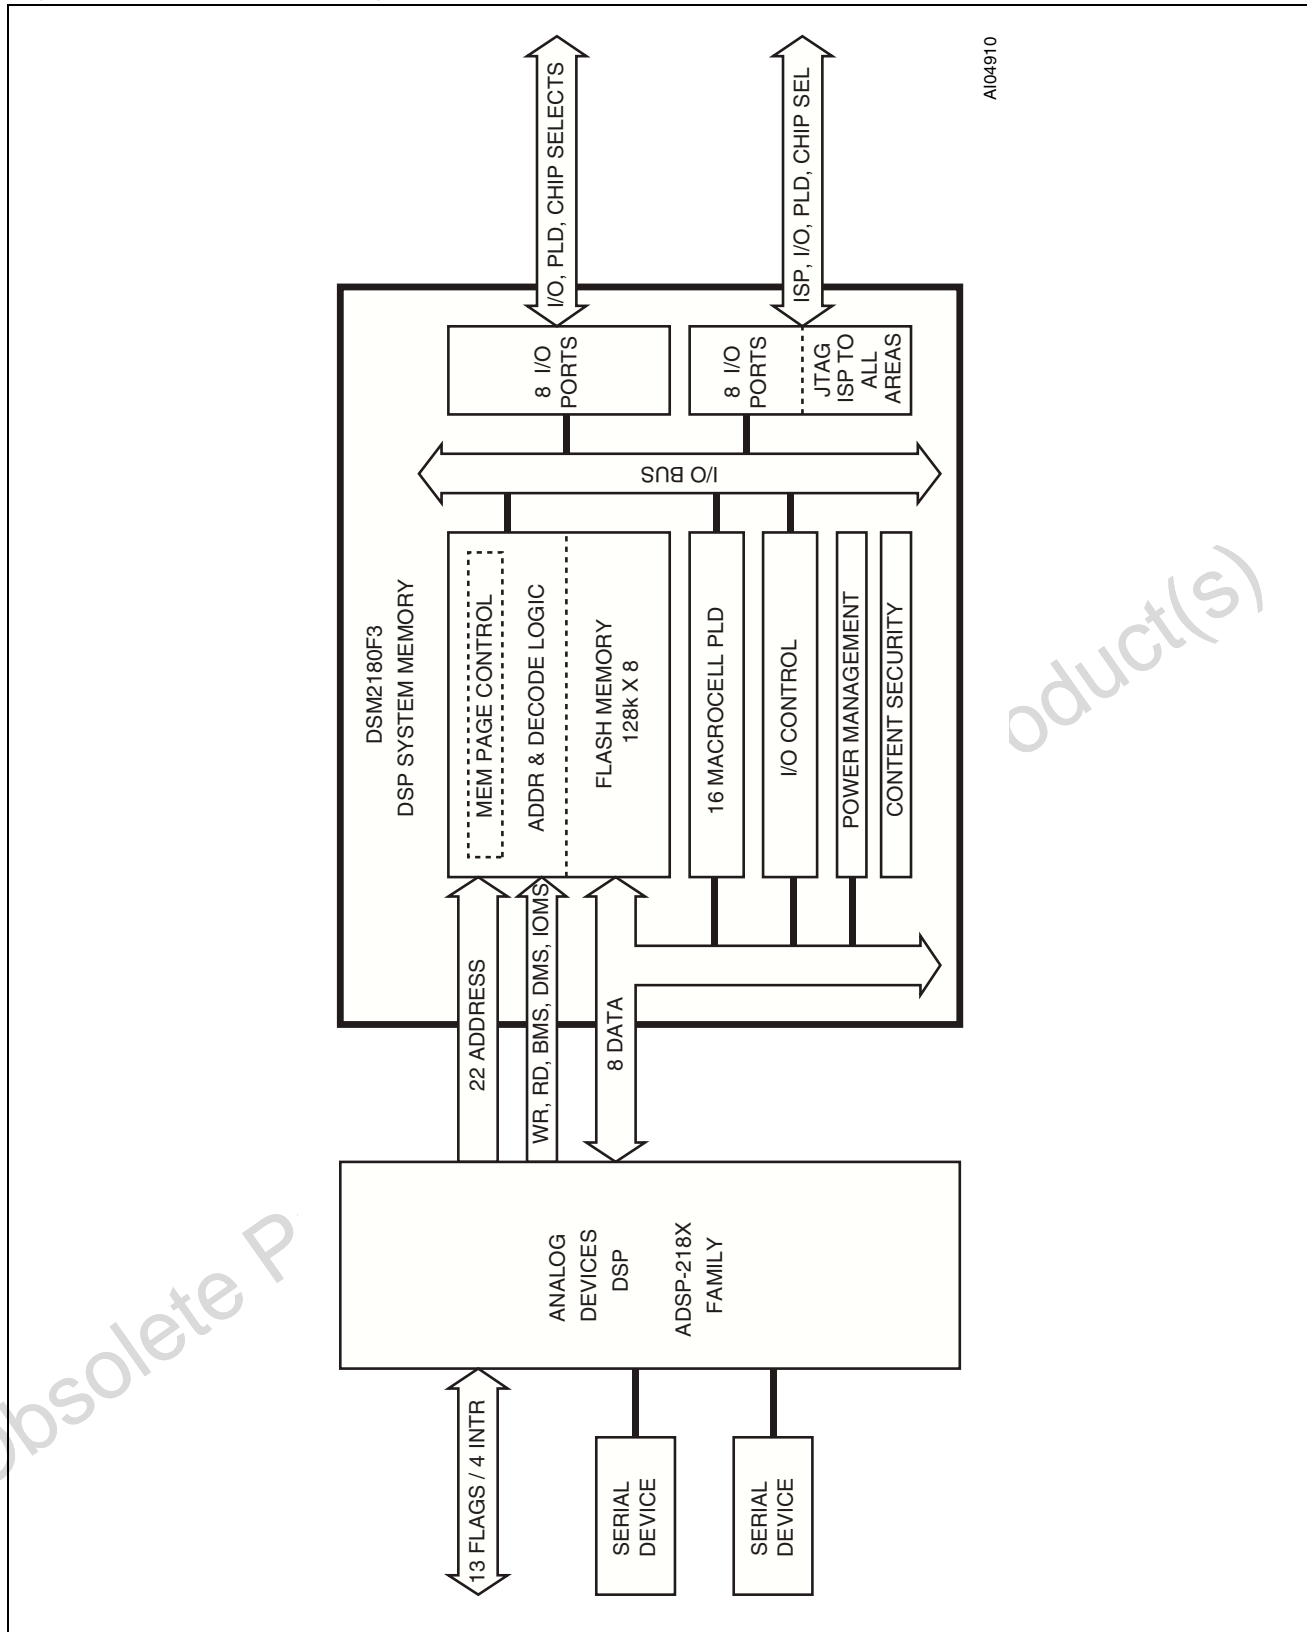 13 FLAGS / 4 INTR
SERIAL
DEVICE
SERIAL
DEVICE
ANALOG
DEVICES
DSP
ADSP-218X
FAMILY
22 ADDRESS
WR, RD, BMS, DMS, IOMS
8 DATA
DSM2180F3
DSP SYSTEM MEMORY
MEM PAGE CONTROL
ADDR & DECODE LOGIC
FLASH MEMORY
128k X 8
16 MACROCELL PLD
I/O CONTROL
POWER MANAGEMENT
CONTENT SECURITY
I/O BUS
8 I/O
PORTS
8 I/O
PORTS
JTAG
ISP TO
ALL
AREAS
I/O, PLD, CHIP SELECTS
ISP, I/O, PLD, CHIP SEL
AI04910